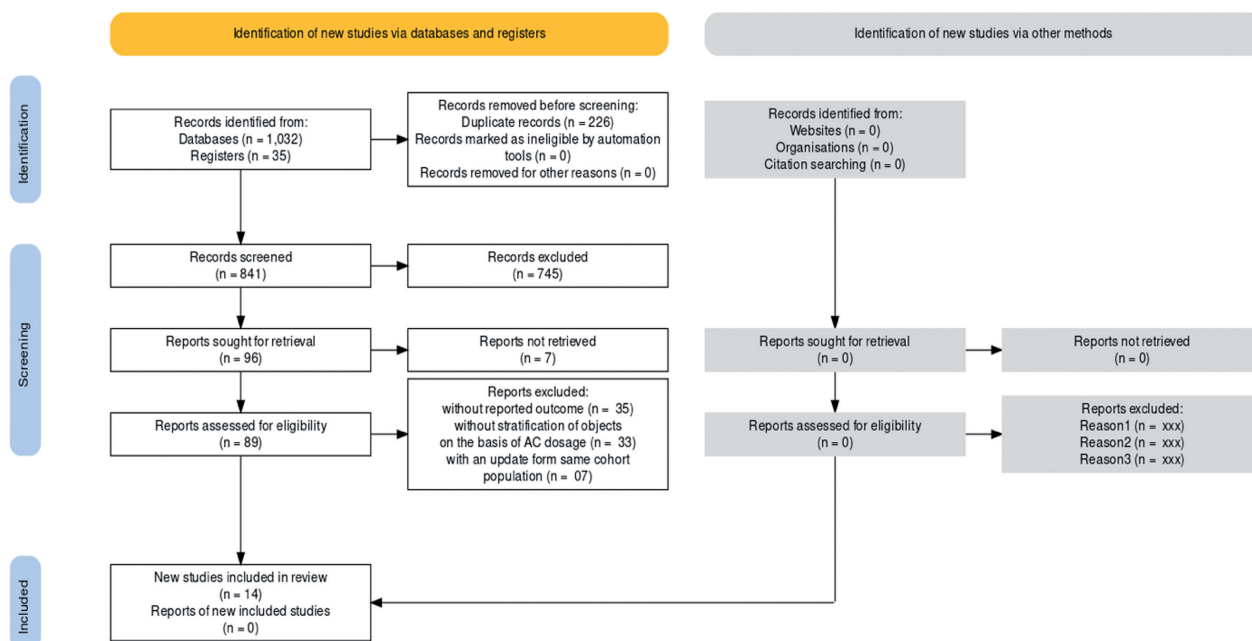 Identification of new studies via databases and registers
Identification of new studies via other methods
Identification
Records identified from:
Databases (n = 1,032)
Registers (n = 35)
Records removed before screening:
Duplicate records (n = 226)
Records marked as ineligible by automation
tools (n = 0)
Records removed for other reasons (n = 0)
Records identified from:
Websites (n = 0)
Organisations (n = 0)
Citation searching (n = 0)
Screening
Records screened
(n = 841)
Records excluded
(n = 745)
Reports sought for retrieval
(n = 96)
Reports not retrieved
(n = 7)
Reports sought for retrieval
(n = 0)
Reports not retrieved
(n = 0)
Reports assessed for eligibility
(n = 89)
Reports excluded:
without reported outcome (n = 35)
without stratification of objects
on the basis of AC dosage (n = 33)
with an update form same cohort
population (n = 07)
Reports assessed for eligibility
(n = 0)
Reports excluded:
Reason1 (n = xxx)
Reason2 (n = xxx)
Reason3 (n = xxx)
Included
New studies included in review
(n = 14)
Reports of new included studies
(n = 0)